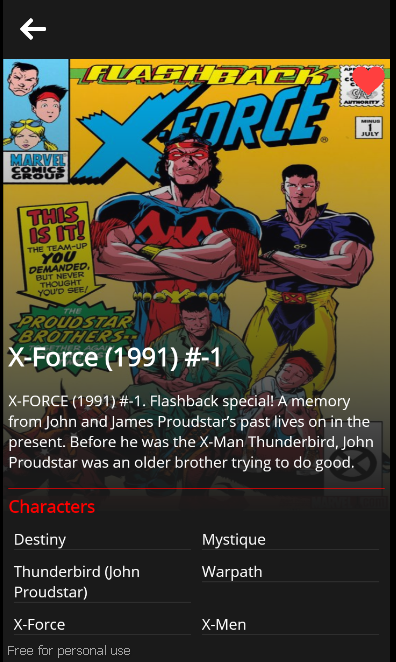 FLASHBACK
X-FORCE
APPROVED
AUTHORITY
MINUS
1
JULY
MARVEL
COMICS
GROUP
THIS
IS IT!
THE TEAM-UP
YOU
DEMANDED,
BUT NEVER
THOUGHT
YOU'D SEE!
THE
PROUDSTAR
BROTHERS--
X-Force (1991) #-1
X-FORCE (1991) #-1. Flashback special! A memory
from John and James Proudstar's past lives on in the
present. Before he was the X-Man Thunderbird, John
Proudstar was an older brother trying to do good.
Characters
Destiny
Mystique
Thunderbird (John
Proudstar)
Warpath
X-Force
X-Men
Free for personal use